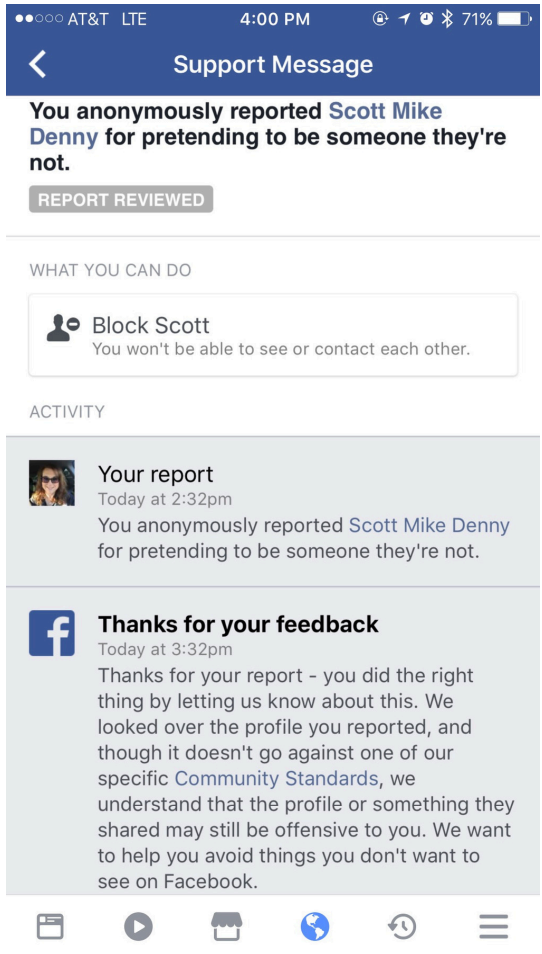 AT&T LTE 4:00 PM 71%
Support Message
You anonymously reported Scott Mike
Denny for pretending to be someone they're
not.
REPORT REVIEWED
WHAT YOU CAN DO
Block Scott
You won't be able to see or contact each other.
ACTIVITY
Your report
Today at 2:32pm
You anonymously reported Scott Mike Denny
for pretending to be someone they're not.
Thanks for your feedback
Today at 3:32pm
Thanks for your report - you did the right
thing by letting us know about this. We
looked over the profile you reported, and
though it doesn't go against one of our
specific Community Standards, we
understand that the profile or something they
shared may still be offensive to you. We want
to help you avoid things you don't want to
see on Facebook.